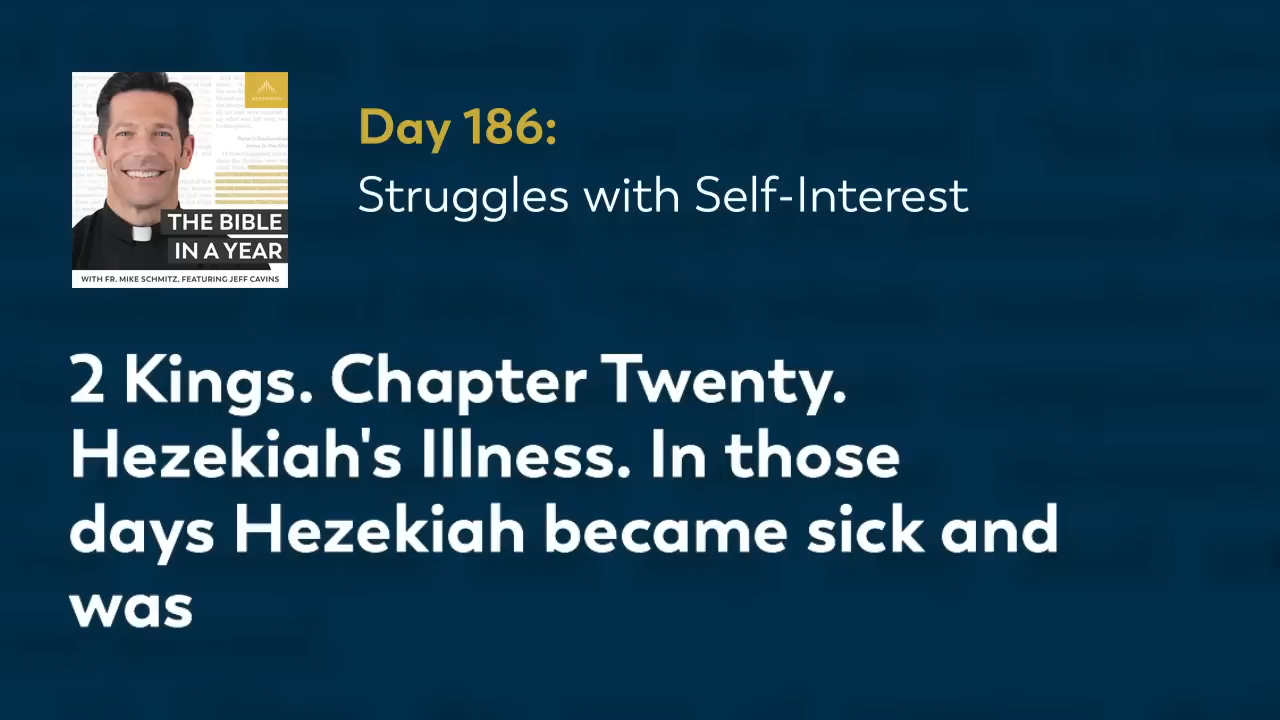 Day 186:
Struggles with Self-Interest
THE BIBLE
IN A YEAR
WITH FR. MIKE SCHMITZ, FEATURING JEFF CAVINS
2 Kings. Chapter Twenty.
Hezekiah's Illness. In those
days Hezekiah became sick and
was